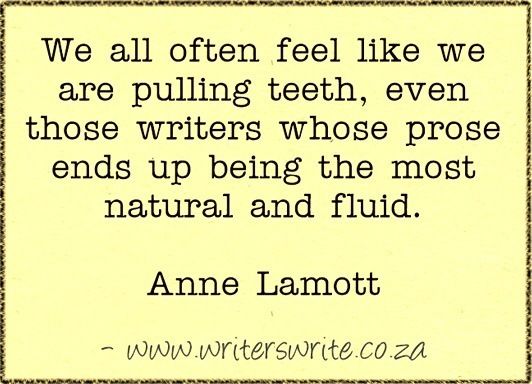 We all often feel like we
are pulling teeth, even
those writers whose prose
ends up being the most
natural and fluid.
Anne Lamott
- www.writerswrite.co.za